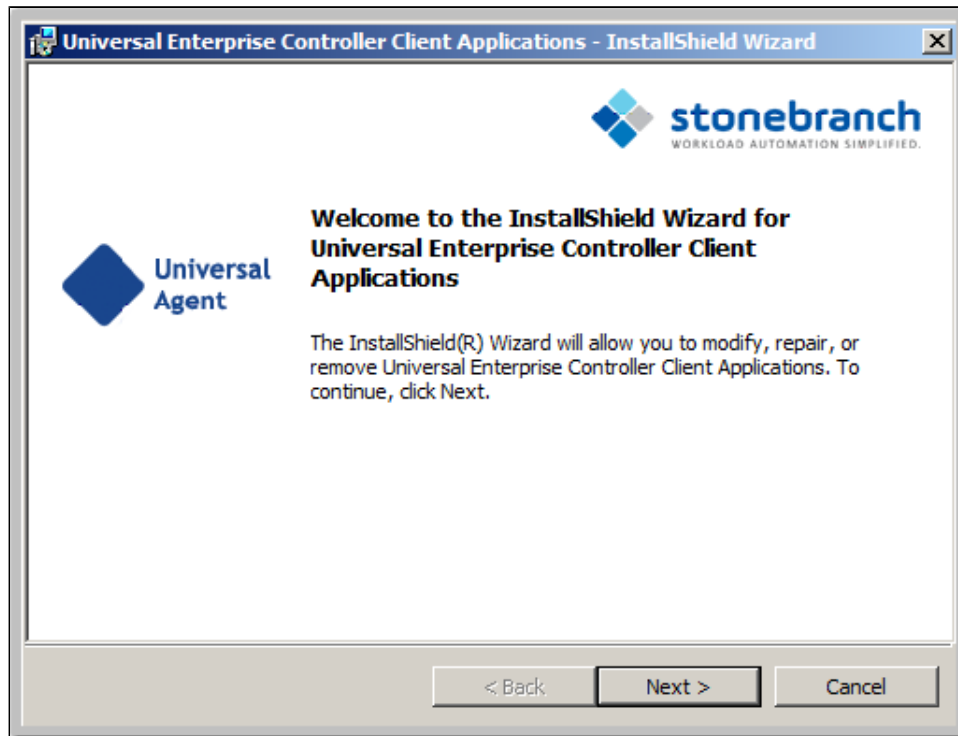 Universal Enterprise Controller Client Applications - InstallShield Wizard
stonebranch
WORKLOAD AUTOMATION SIMPLIFIED.
Universal
Agent
Welcome to the InstallShield Wizard for
Universal Enterprise Controller Client
Applications
The InstallShield(R) Wizard will allow you to modify, repair, or
remove Universal Enterprise Controller Client Applications. To
continue, click Next.
< Back
Next >
Cancel